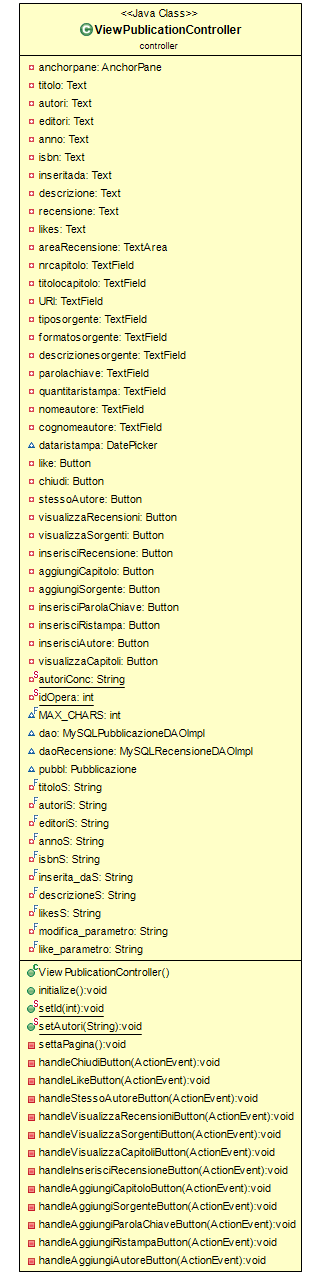 <<Java Class>>
ViewPublicationController
controller
anchorpane: AnchorPane
titolo: Text
autori: Text
editori: Text
anno: Text
isbn: Text
inseritada: Text
descrizione: Text
recensione: Text
likes: Text
areaRecensione: TextArea
nrcapitolo: TextField
titolocapitolo: TextField
URI: TextField
tiposorgente: TextField
formatosorgente: TextField
descrizionesorgente: TextField
parolachiave: TextField
quantitaristampa: TextField
nomeautore: TextField
cognomeautore: TextField
dataristampa: DatePicker
like: Button
chiudi: Button
stessoAutore: Button
visualizzaRecensioni: Button
visualizzaSorgenti: Button
inserisciRecensione: Button
aggiungiCapitolo: Button
aggiungiSorgente: Button
inserisciParolaChiave: Button
inserisciRistampa: Button
inserisciAutore: Button
visualizzaCapitoli: Button
autoriConc: String
idOpera: int
MAX_CHARS: int
dao: MySQLPubblicazioneDAOImpl
daoRecensione: MySQLRecensioneDAOImpl
pubbl: Pubblicazione
titoloS: String
autoriS: String
editoriS: String
annoS: String
isbnS: String
inserita_daS: String
descrizioneS: String
likesS: String
modifica_parametro: String
like_parametro: String
ViewPublicationController()
initialize():void
setId(int):void
setAutori(String):void
settaPagina():void
handleChiudiButton(ActionEvent):void
handleLikeButton(ActionEvent):void
handleStessoAutoreButton(ActionEvent):void
handleVisualizzaRecensioniButton(ActionEvent):void
handleVisualizzaSorgentiButton(ActionEvent):void
handleVisualizzaCapitoliButton(ActionEvent):void
handleInserisciRecensioneButton(ActionEvent):void
handleAggiungiCapitoloButton(ActionEvent):void
handleAggiungiSorgenteButton(ActionEvent):void
handleAggiungiParolaChiaveButton(ActionEvent):void
handleAggiungiRistampaButton(ActionEvent):void
handleAggiungiAutoreButton(ActionEvent):void